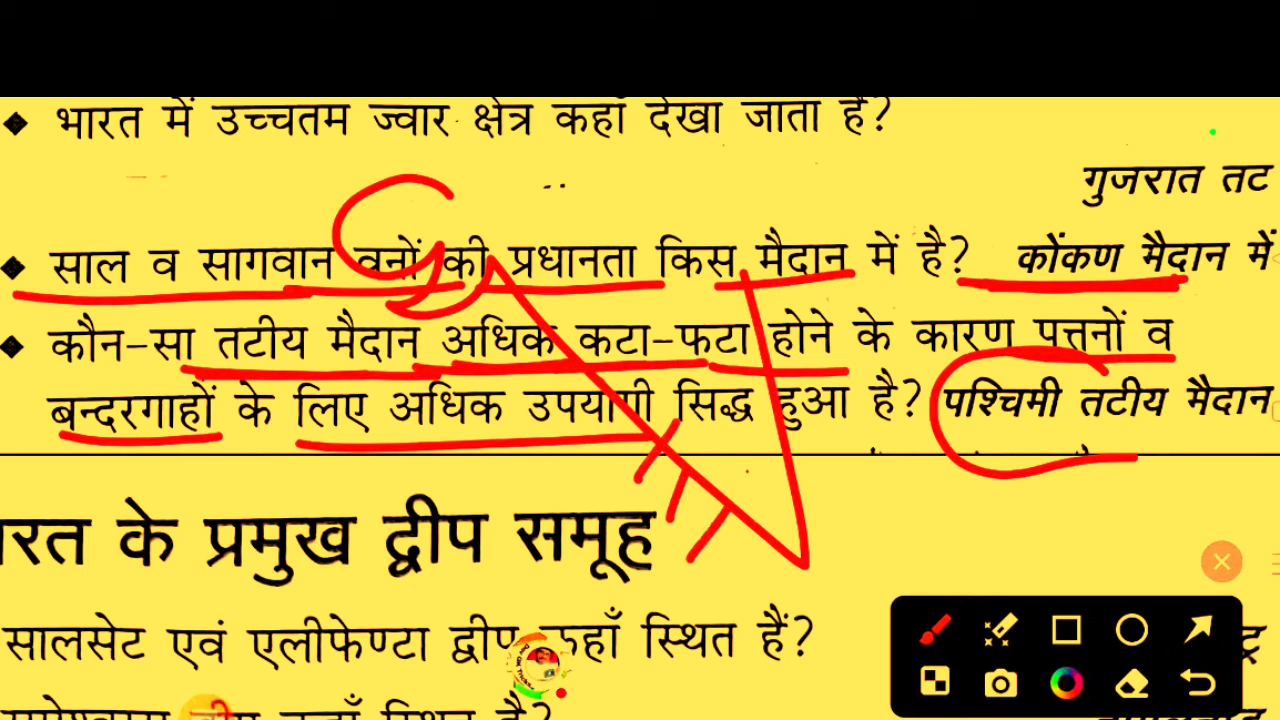 भारत में उच्चतम ज्वार क्षेत्र कहाँ देखा जाता है?
गुजरात तट
साल व सागवान वनों की प्रधानता किस मैदान में है? कोंकण मैदान में
कौन-सा तटीय मैदान अधिक कटा-फटा होने के कारण पत्तनों व
बन्दरगाहों के लिए अधिक उपयोगी सिद्ध हुआ है? पश्चिमी तटीय मैदान
के प्रमुख द्वीप समूह
सालसेट एवं एलीफेण्टा द्वीप कहाँ स्थित हैं?